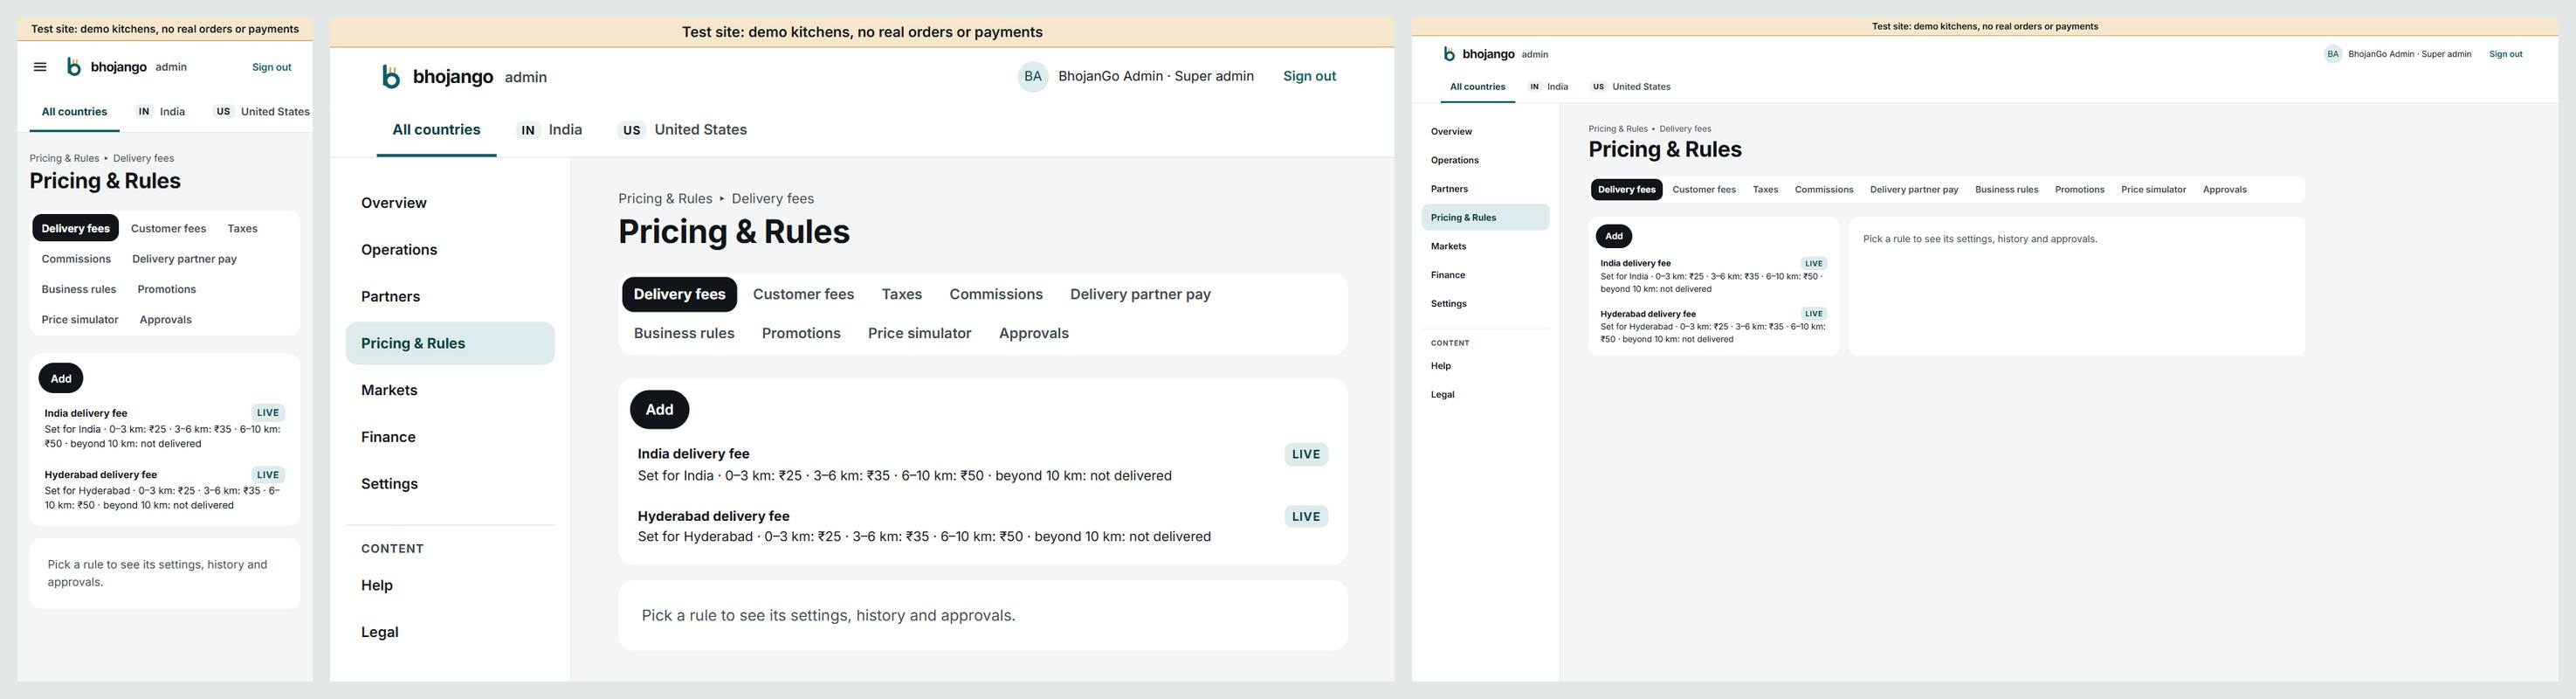 Test site: demo kitchens, no real orders or payments
bhojango admin
Sign out
All countries IN India US United States
Pricing & Rules ▸ Delivery fees
Pricing & Rules
Delivery fees Customer fees Taxes
Commissions Delivery partner pay
Business rules Promotions
Price simulator Approvals
Add
India delivery fee LIVE
Set for India · 0–3 km: ₹25 · 3–6 km: ₹35 · 6–10 km:
₹50 · beyond 10 km: not delivered
Hyderabad delivery fee LIVE
Set for Hyderabad · 0–3 km: ₹25 · 3–6 km: ₹35 · 6–
10 km: ₹50 · beyond 10 km: not delivered
Pick a rule to see its settings, history and
approvals.
Test site: demo kitchens, no real orders or payments
bhojango admin
BA BhojanGo Admin · Super admin Sign out
All countries IN India US United States
Overview
Operations
Partners
Pricing & Rules
Markets
Finance
Settings
CONTENT
Help
Legal
Pricing & Rules ▸ Delivery fees
Pricing & Rules
Delivery fees Customer fees Taxes Commissions Delivery partner pay
Business rules Promotions Price simulator Approvals
Add
India delivery fee LIVE
Set for India · 0–3 km: ₹25 · 3–6 km: ₹35 · 6–10 km: ₹50 · beyond 10 km: not delivered
Hyderabad delivery fee LIVE
Set for Hyderabad · 0–3 km: ₹25 · 3–6 km: ₹35 · 6–10 km: ₹50 · beyond 10 km: not delivered
Pick a rule to see its settings, history and approvals.
Test site: demo kitchens, no real orders or payments
bhojango admin
BA BhojanGo Admin · Super admin Sign out
All countries IN India US United States
Overview
Operations
Partners
Pricing & Rules
Markets
Finance
Settings
CONTENT
Help
Legal
Pricing & Rules ▸ Delivery fees
Pricing & Rules
Delivery fees Customer fees Taxes Commissions Delivery partner pay Business rules Promotions Price simulator Approvals
Add
India delivery fee LIVE
Set for India · 0–3 km: ₹25 · 3–6 km: ₹35 · 6–10 km: ₹50 ·
beyond 10 km: not delivered
Hyderabad delivery fee LIVE
Set for Hyderabad · 0–3 km: ₹25 · 3–6 km: ₹35 · 6–10 km:
₹50 · beyond 10 km: not delivered
Pick a rule to see its settings, history and approvals.